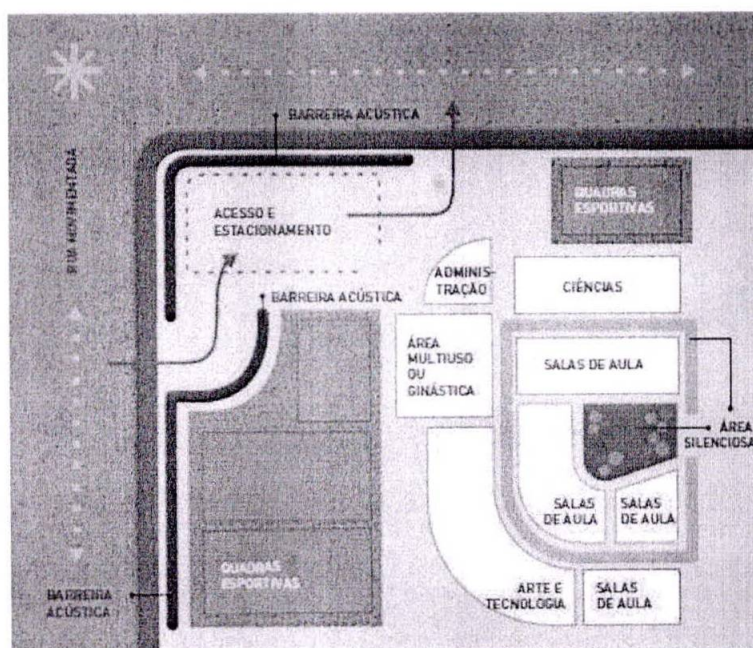 BARREIRA ACÚSTICA
RUA MOVIMENTADA
ACESSO E
ESTACIONAMENTO
QUADRAS
ESPORTIVAS
ADMINIS-
TRAÇÃO
CIÊNCIAS
BARREIRA ACÚSTICA
ÁREA
MULTIUSO
OU
GINÁSTICA
SALAS DE AULA
ÁREA
SILENCIOSA
SALAS
DE AULA
SALAS
DE AULA
QUADRAS
ESPORTIVAS
BARREIRA
ACÚSTICA
ARTE E
TECNOLOGIA
SALAS
DE AULA